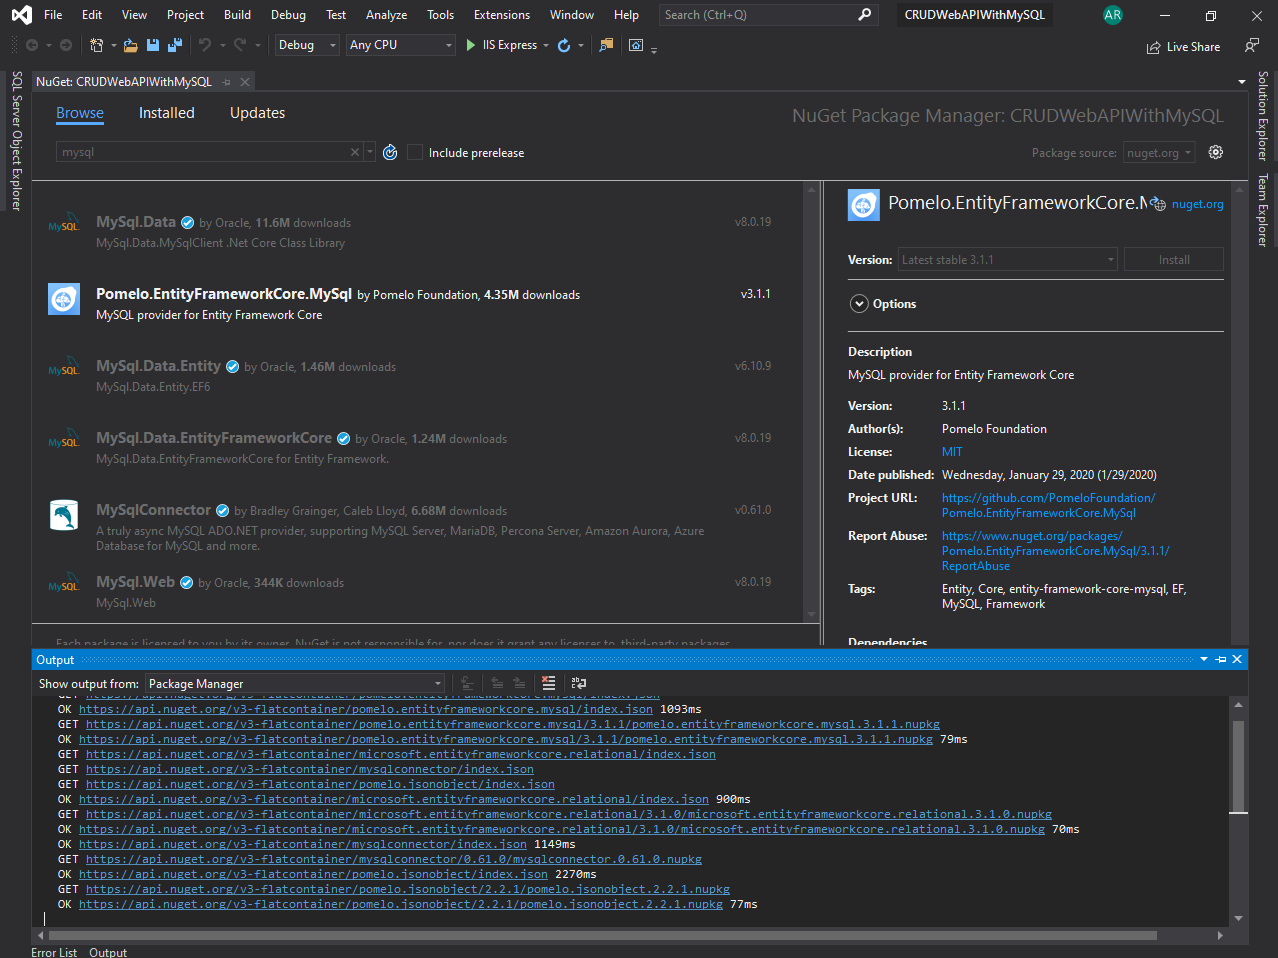 File Edit View Project Build Debug Test Analyze Tools Extensions Window Help Search (Ctrl+Q) CRUDWebAPIWithMySQL AR
Debug Any CPU IIS Express Live Share
SQL Server Object Explorer
NuGet: CRUDWebAPIWithMySQL
Solution Explorer
Team Explorer
Browse Installed Updates
NuGet Package Manager: CRUDWebAPIWithMySQL
mysql Include prerelease
Package source: nuget.org
MySQL.
MySql.Data by Oracle, 11.6M downloads v8.0.19
MySql.Data.MySqlClient .Net Core Class Library
Pomelo.EntityFrameworkCore.MySql by Pomelo Foundation, 4.35M downloads v3.1.1
MySQL provider for Entity Framework Core
MySQL.
MySql.Data.Entity by Oracle, 1.46M downloads v6.10.9
MySql.Data.Entity.EF6
MySQL.
MySql.Data.EntityFrameworkCore by Oracle, 1.24M downloads v8.0.19
MySql.Data.EntityFrameworkCore for Entity Framework.
MySqlConnector by Bradley Grainger, Caleb Lloyd, 6.68M downloads v0.61.0
A truly async MySQL ADO.NET provider, supporting MySQL Server, MariaDB, Percona Server, Amazon Aurora, Azure
Database for MySQL and more.
MySQL.
MySql.Web by Oracle, 344K downloads v8.0.19
MySql.Web
Each package is licensed to you by its owner. NuGet is not responsible for, nor does it grant any licenses to, third-party packages.
Pomelo.EntityFrameworkCore.M nuget.org
Version: Latest stable 3.1.1 Install
Options
Description
MySQL provider for Entity Framework Core
Version: 3.1.1
Author(s): Pomelo Foundation
License: MIT
Date published: Wednesday, January 29, 2020 (1/29/2020)
Project URL: https://github.com/PomeloFoundation/
Pomelo.EntityFrameworkCore.MySql
Report Abuse: https://www.nuget.org/packages/
Pomelo.EntityFrameworkCore.MySql/3.1.1/
ReportAbuse
Tags: Entity, Core, entity-framework-core-mysql, EF,
MySQL, Framework
Dependencies
Output
Show output from: Package Manager
GET https://api.nuget.org/v3-flatcontainer/pomelo.entityframeworkcore.mysql/index.json
OK https://api.nuget.org/v3-flatcontainer/pomelo.entityframeworkcore.mysql/index.json 1093ms
GET https://api.nuget.org/v3-flatcontainer/pomelo.entityframeworkcore.mysql/3.1.1/pomelo.entityframeworkcore.mysql.3.1.1.nupkg
OK https://api.nuget.org/v3-flatcontainer/pomelo.entityframeworkcore.mysql/3.1.1/pomelo.entityframeworkcore.mysql.3.1.1.nupkg 79ms
GET https://api.nuget.org/v3-flatcontainer/microsoft.entityframeworkcore.relational/index.json
GET https://api.nuget.org/v3-flatcontainer/mysqlconnector/index.json
GET https://api.nuget.org/v3-flatcontainer/pomelo.jsonobject/index.json
OK https://api.nuget.org/v3-flatcontainer/microsoft.entityframeworkcore.relational/index.json 900ms
GET https://api.nuget.org/v3-flatcontainer/microsoft.entityframeworkcore.relational/3.1.0/microsoft.entityframeworkcore.relational.3.1.0.nupkg
OK https://api.nuget.org/v3-flatcontainer/microsoft.entityframeworkcore.relational/3.1.0/microsoft.entityframeworkcore.relational.3.1.0.nupkg 70ms
OK https://api.nuget.org/v3-flatcontainer/mysqlconnector/index.json 1149ms
GET https://api.nuget.org/v3-flatcontainer/mysqlconnector/0.61.0/mysqlconnector.0.61.0.nupkg
OK https://api.nuget.org/v3-flatcontainer/pomelo.jsonobject/index.json 2270ms
GET https://api.nuget.org/v3-flatcontainer/pomelo.jsonobject/2.2.1/pomelo.jsonobject.2.2.1.nupkg
OK https://api.nuget.org/v3-flatcontainer/pomelo.jsonobject/2.2.1/pomelo.jsonobject.2.2.1.nupkg 77ms
Error List Output